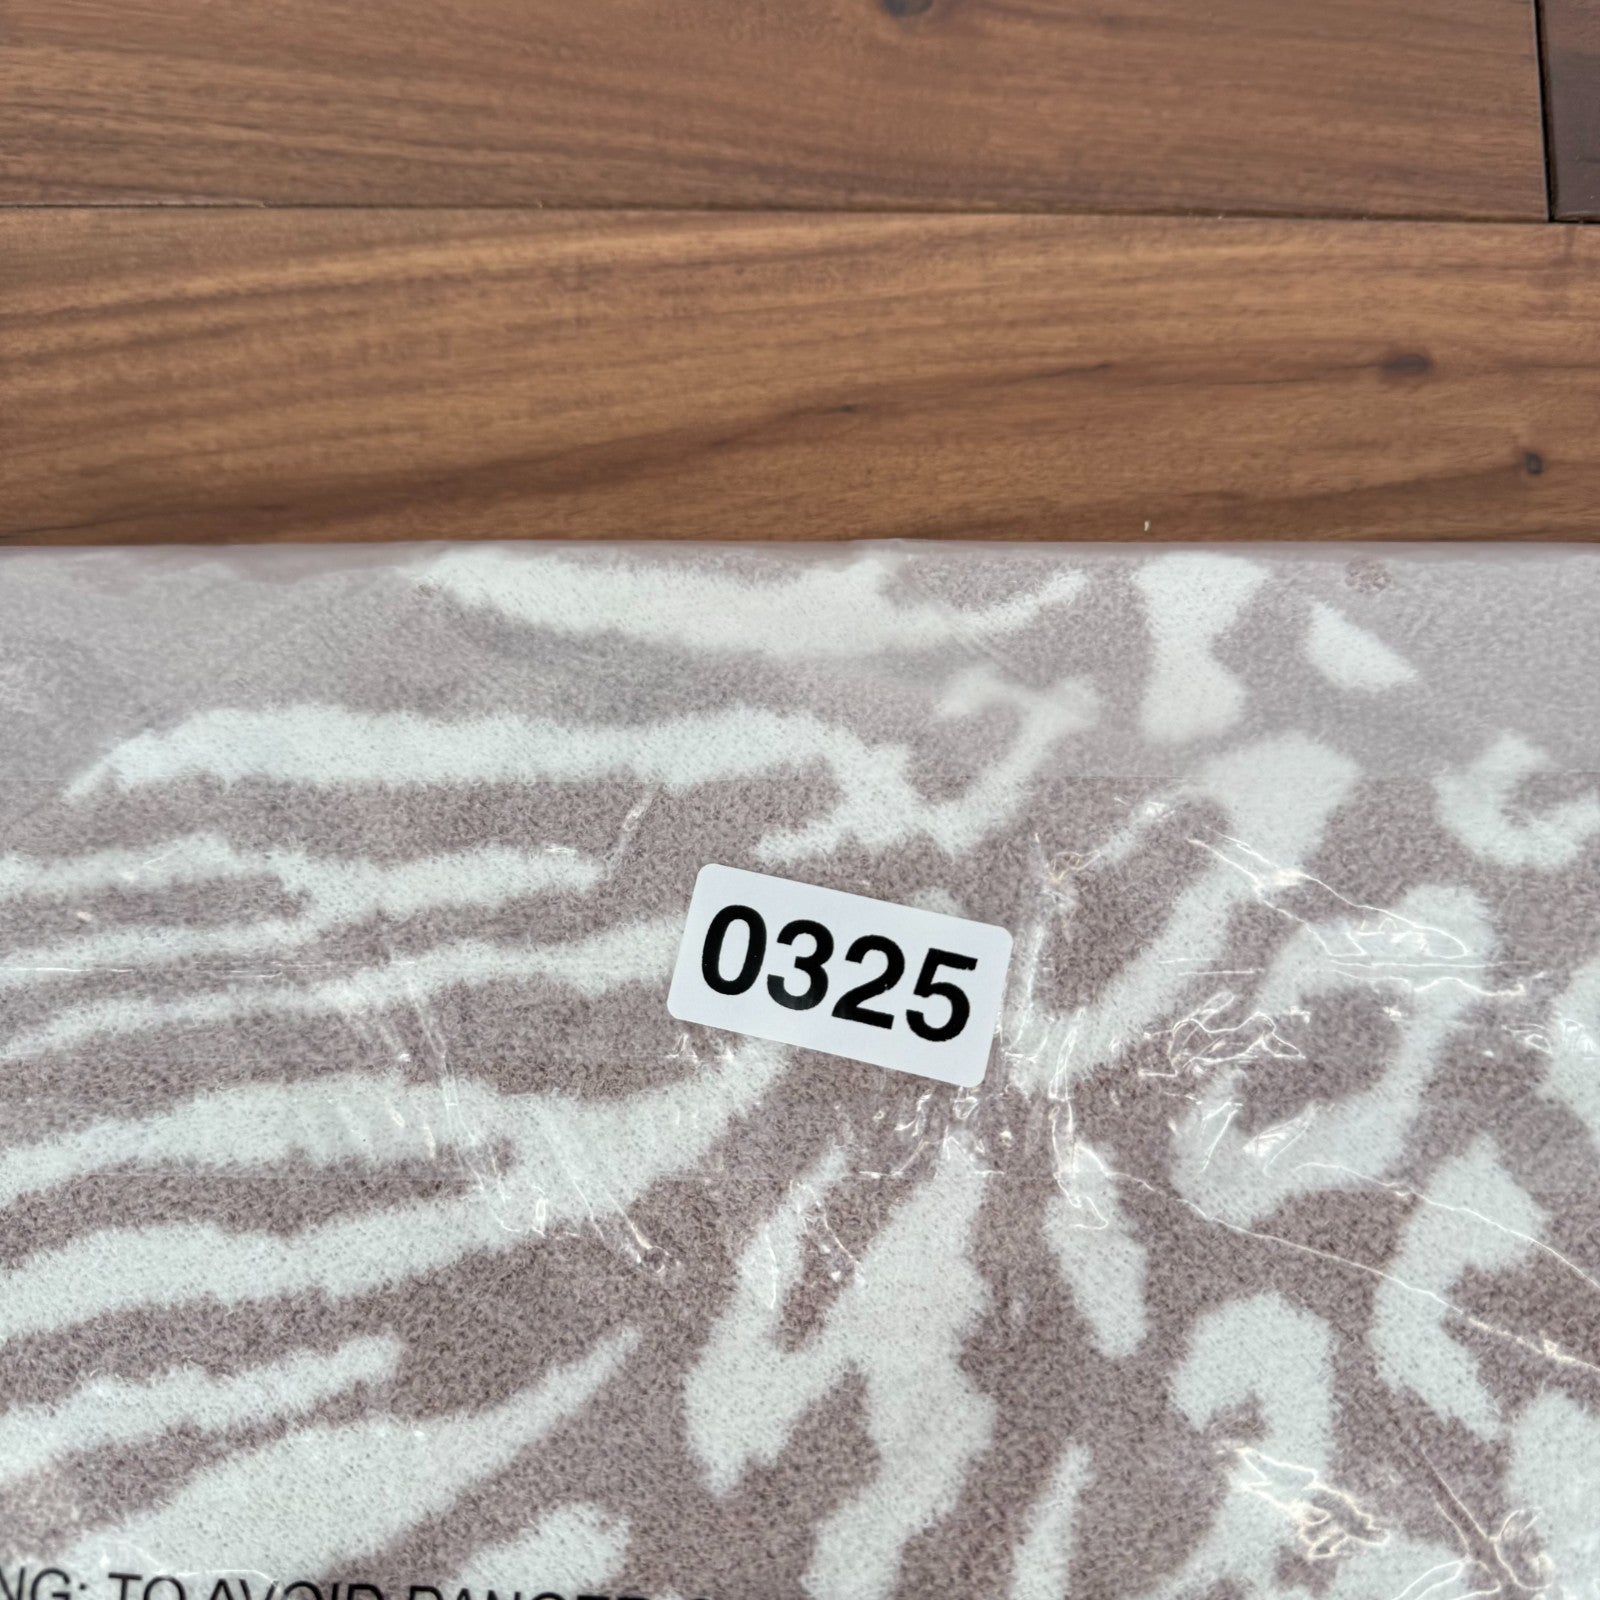 0325
NG: TO AVOID DANGER